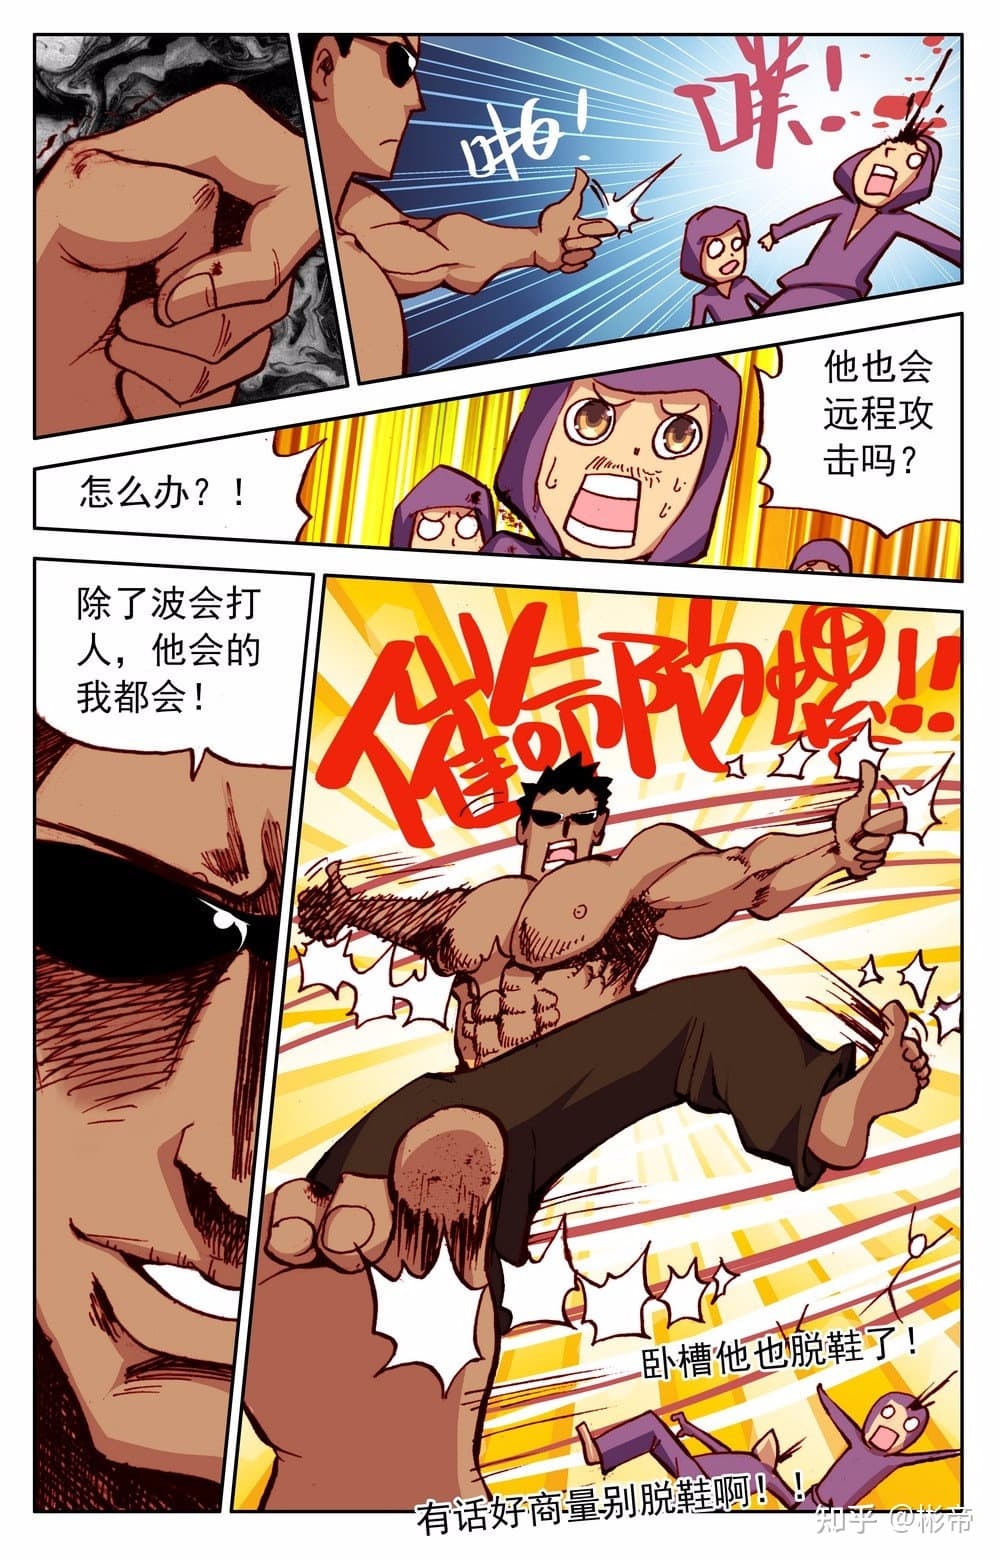 啪！
噗！
他也会
远程攻
击吗？
怎么办？！
除了波会打
人，他会的
我都会！
催命陀螺！！
卧槽他也脱鞋了！
有话好商量别脱鞋啊！！
知乎 @彬帝